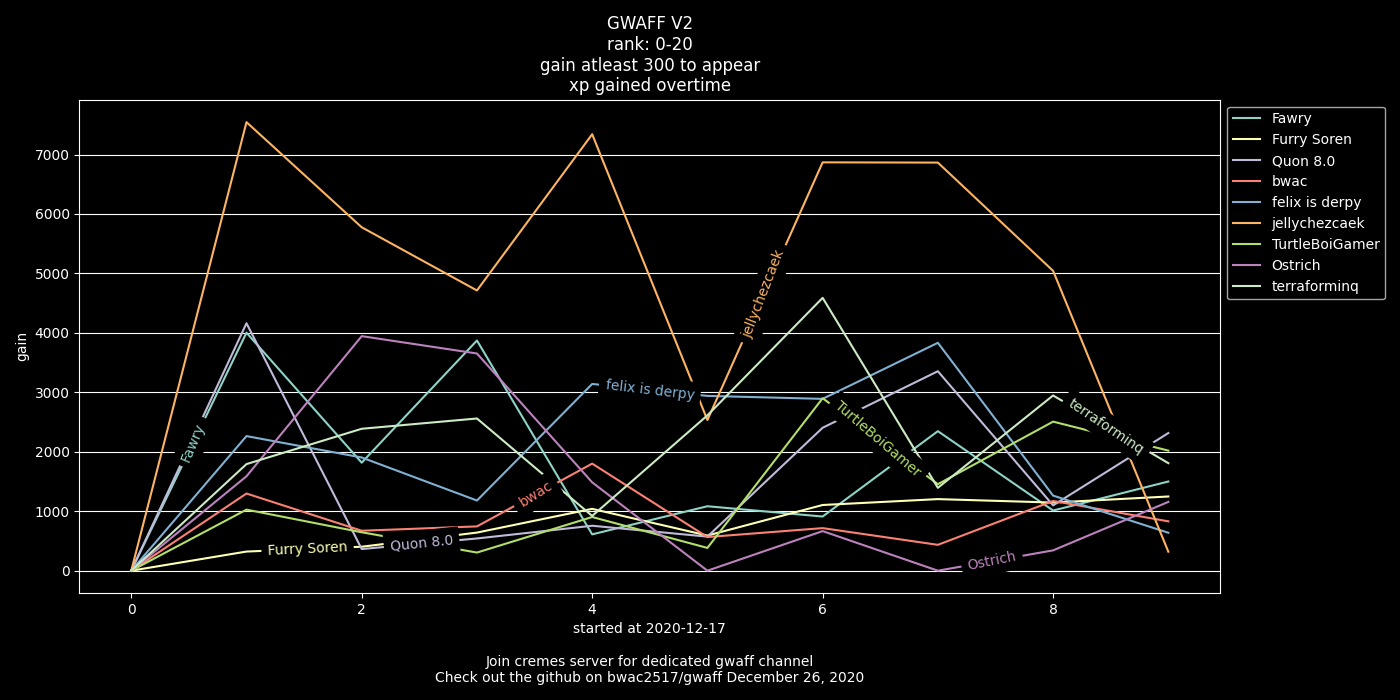 GWAFF V2
rank: 0-20
gain atleast 300 to appear
xp gained overtime
gain
7000
6000
5000
4000
3000
2000
1000
0
Fawry
Furry Soren
Quon 8.0
bwac
felix is derpy
jellychezcaek
TurtleBoiGamer
terraforminq
Ostrich
Fawry
Furry Soren
Quon 8.0
bwac
felix is derpy
jellychezcaek
TurtleBoiGamer
Ostrich
terraforminq
0
2
4
6
8
started at 2020-12-17
Join cremes server for dedicated gwaff channel
Check out the github on bwac2517/gwaff December 26, 2020